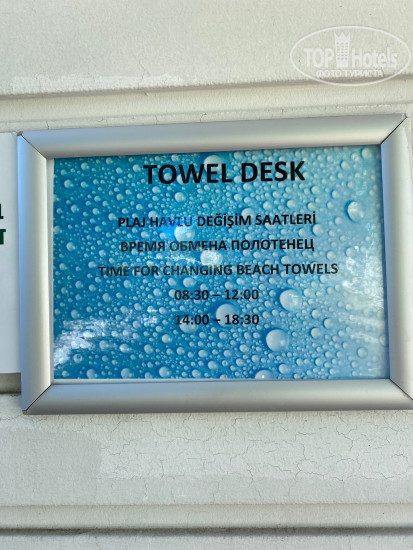 TOP Hotels
ФОТО ТУРИСТА
TOWEL DESK
PLAJ HAVLU DEĞİŞİM SAATLERİ
ВРЕМЯ ОБМЕНА ПОЛОТЕНЕЦ
TIME FOR CHANGING BEACH TOWELS
08:30 – 12:00
14:00 – 18:30